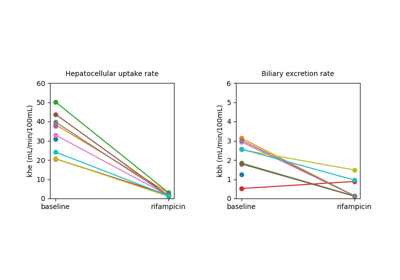 Hepatocellular uptake rate
khe (mL/min/100mL)
60
50
40
30
20
10
0
baseline rifampicin
Biliary excretion rate
kbh (mL/min/100mL)
6
5
4
3
2
1
0
baseline rifampicin